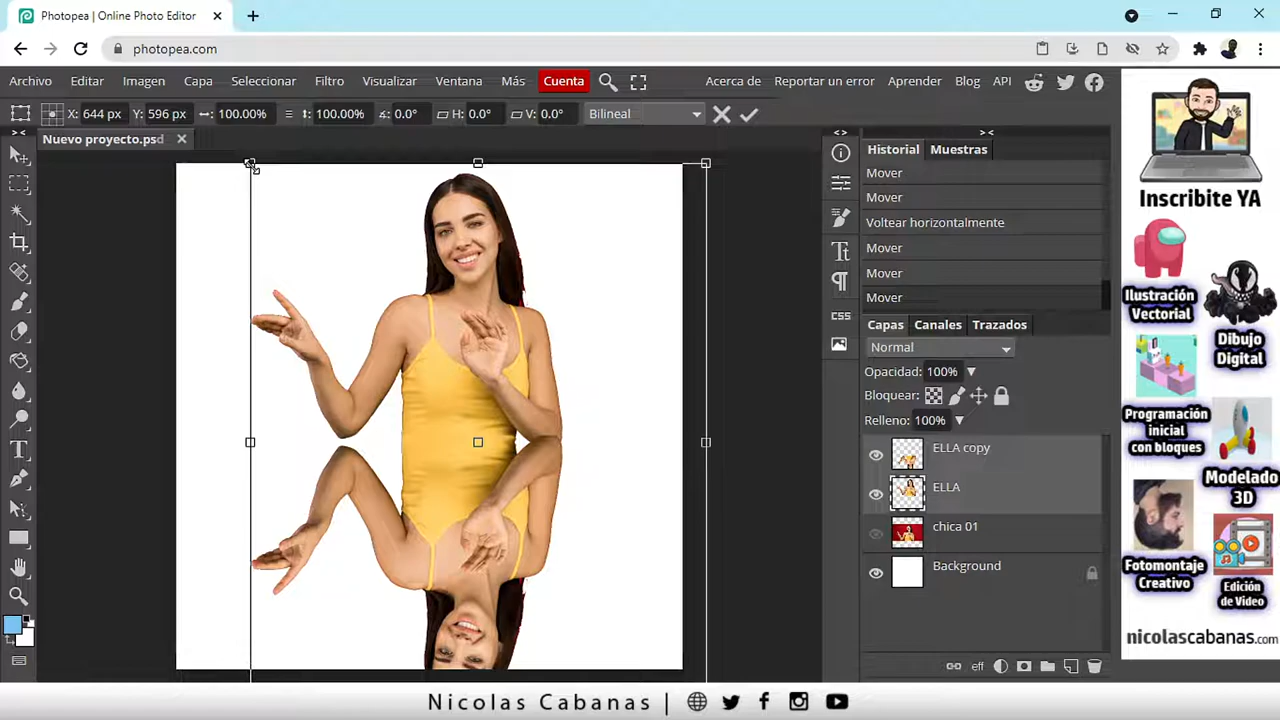 Photopea | Online Photo Editor
photopea.com
Archivo Editar Imagen Capa Seleccionar Filtro Visualizar Ventana Más Cuenta Acerca de Reportar un error Aprender Blog API
X: 644 px Y: 596 px 100.00% 100.00% 0.0° H: 0.0° V: 0.0° Bilineal
Nuevo proyecto.psd
Historial Muestras
Mover
Mover
Voltear horizontalmente
Mover
Mover
Mover
CSS
Capas Canales Trazados
Normal
Opacidad: 100%
Bloquear:
Relleno: 100%
ELLA copy
ELLA
chica 01
Background
eff
Inscribite YA
Ilustración
Vectorial
Dibujo
Digital
Programación
inicial
con bloques
Modelado
3D
Fotomontaje
Creativo
Edición
de Video
nicolascabanas.com
Nicolas Cabanas |